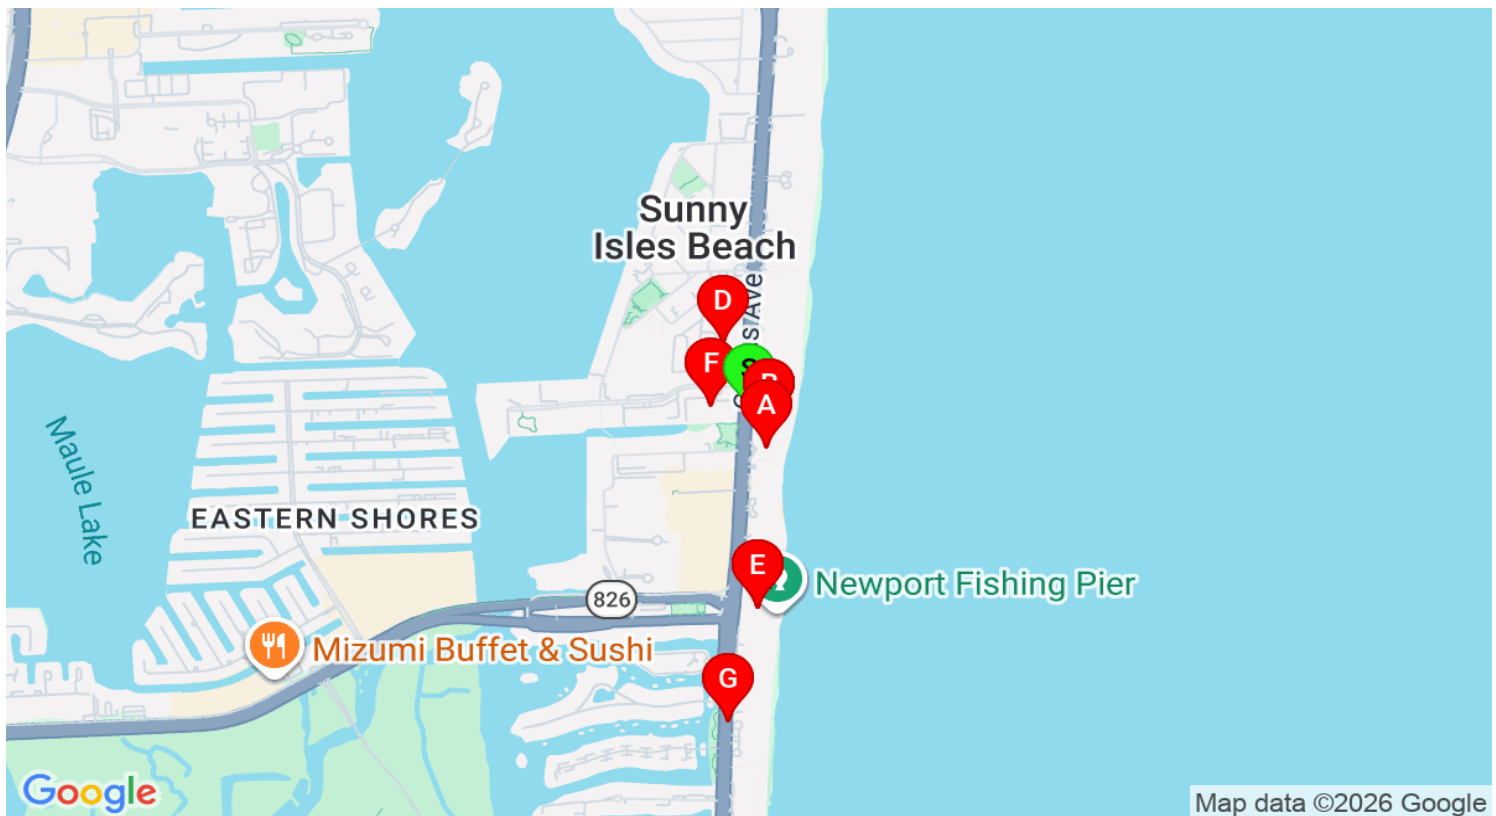 Sunny
Isles Beach
D
s Ave
F
S
B
A
Maule Lake
EASTERN SHORES
E
Newport Fishing Pier
826
Mizumi Buffet & Sushi
G
Google
Map data ©2026 Google